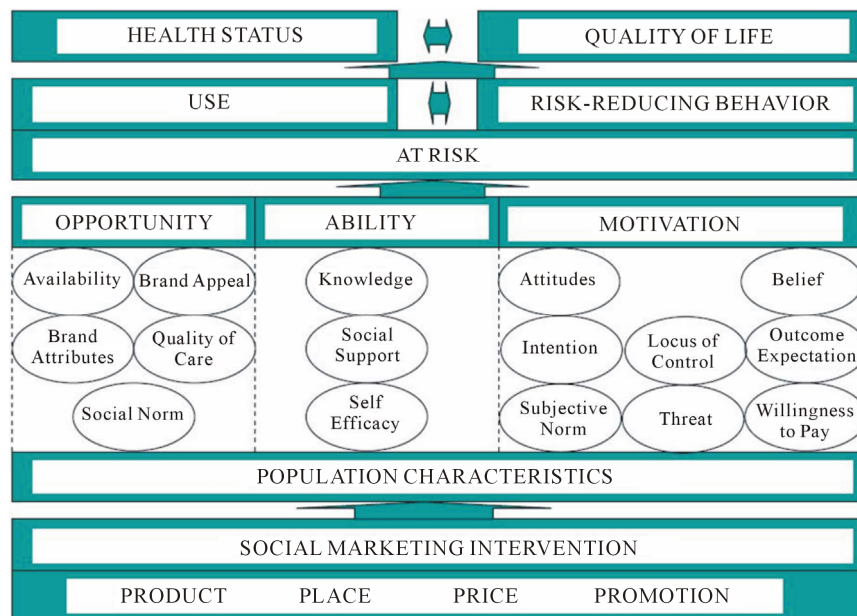 HEALTH STATUS
QUALITY OF LIFE
USE
RISK-REDUCING BEHAVIOR
AT RISK
OPPORTUNITY
ABILITY
MOTIVATION
Availability
Brand Appeal
Knowledge
Attitudes
Belief
Brand
Attributes
Quality of
Care
Social
Support
Intention
Locus of
Control
Outcome
Expectation
Social Norm
Self
Efficacy
Subjective
Norm
Threat
Willingness
to Pay
POPULATION CHARACTERISTICS
SOCIAL MARKETING INTERVENTION
PRODUCT PLACE PRICE PROMOTION